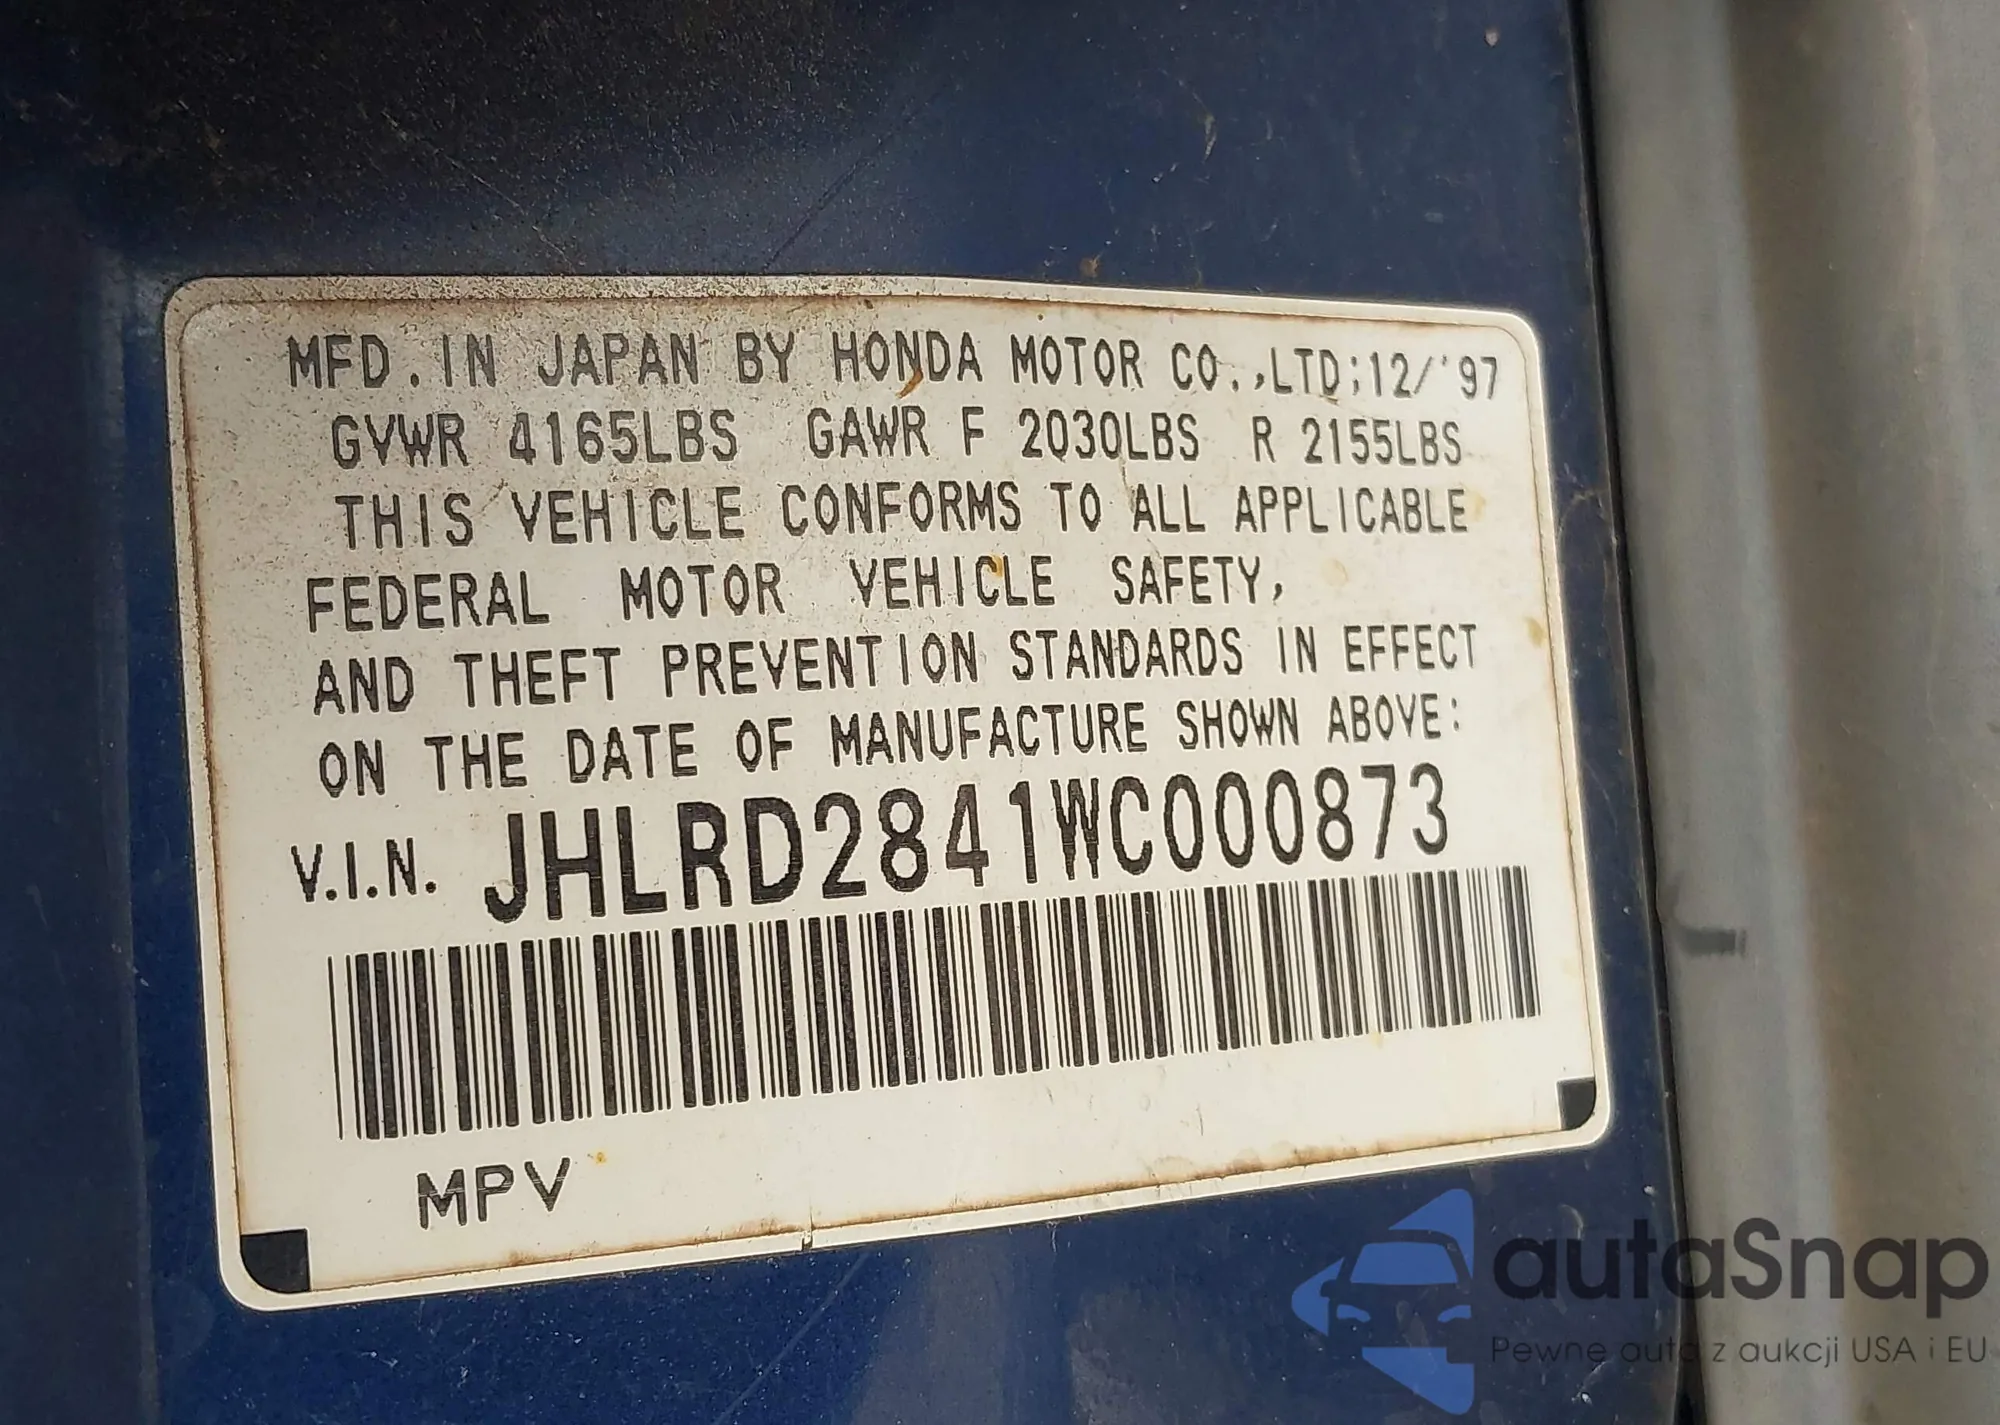 MFD. IN JAPAN BY HONDA MOTOR CO.,LTD;12/'97
GVWR 4165LBS GAWR F 2030LBS R 2155LBS
THIS VEHICLE CONFORMS TO ALL APPLICABLE
FEDERAL MOTOR VEHICLE SAFETY,
AND THEFT PREVENTION STANDARDS IN EFFECT
ON THE DATE OF MANUFACTURE SHOWN ABOVE:
V.I.N. JHLRD2841WC000873
MPV
autaSnap
Pewne auta z aukcji USA i EU